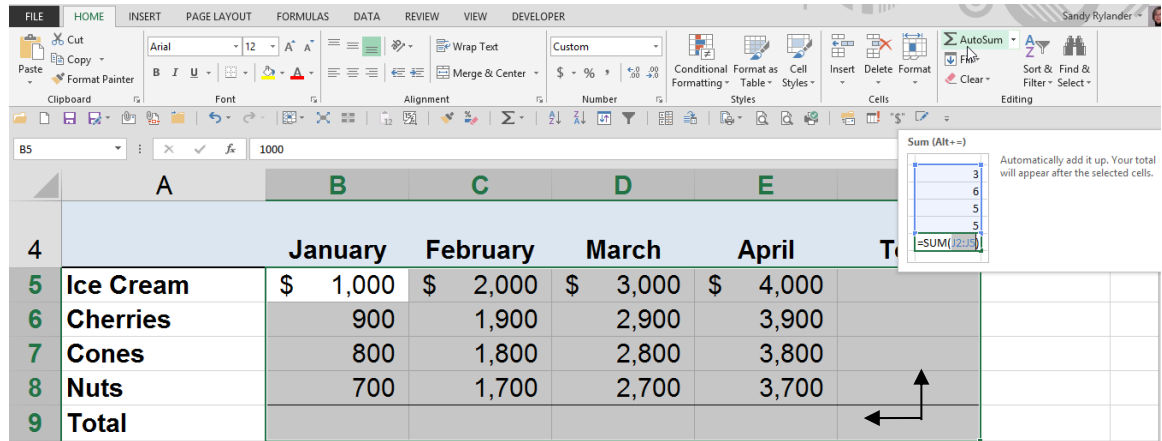 FILE HOME INSERT PAGE LAYOUT FORMULAS DATA REVIEW VIEW DEVELOPER Sandy Rylander
Cut
Copy
Format Painter
Paste
Clipboard
Arial 12 A A
B I U A
Font
Wrap Text
Merge & Center
Alignment
Custom
$ % ,
Number
Conditional Formatting
Format as Table
Cell Styles
Styles
Insert Delete Format
Cells
AutoSum
Clear
Sort & Filter
Find & Select
Editing
B5 fx 1000
Sum (Alt+=)
Automatically add it up. Your total
will appear after the selected cells.
3
6
5
5
=SUM(J2:J5)
A B C D E
4 January February March April
5 Ice Cream $ 1,000 $ 2,000 $ 3,000 $ 4,000
6 Cherries 900 1,900 2,900 3,900
7 Cones 800 1,800 2,800 3,800
8 Nuts 700 1,700 2,700 3,700
9 Total